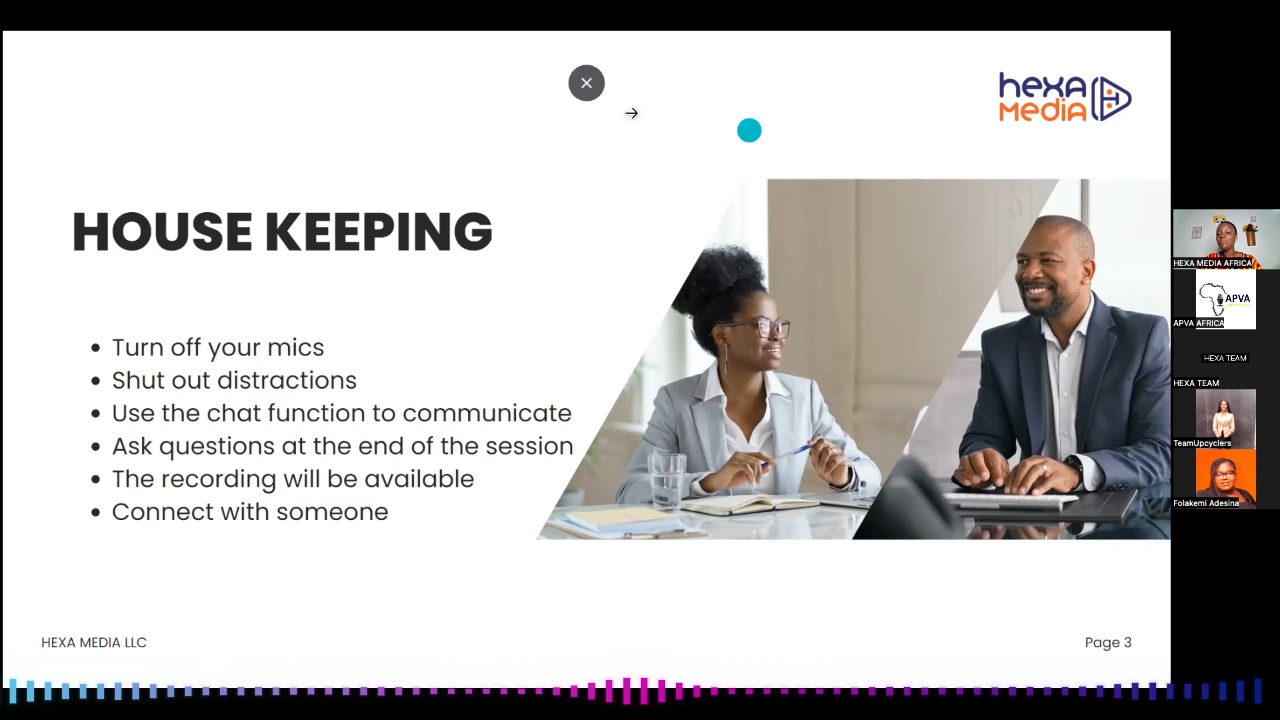 hexa
media
HOUSE KEEPING
Turn off your mics
Shut out distractions
Use the chat function to communicate
Ask questions at the end of the session
The recording will be available
Connect with someone
HEXA MEDIA LLC
Page 3
HEXA MEDIA AFRICA
APVA
APVA AFRICA
HEXA TEAM
HEXA TEAM
TeamUpcyclers
Folakemi Adesina